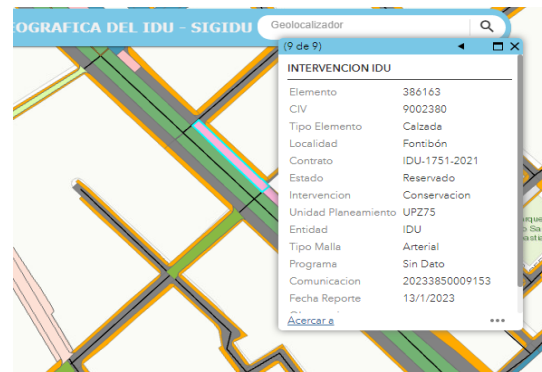 OGRAFICA DEL IDU - SIGIDU
Geolocalizador
(9 de 9)
INTERVENCION IDU
Elemento 386163
CIV 9002380
Tipo Elemento Calzada
Localidad Fontibón
Contrato IDU-1751-2021
Estado Reservado
Intervencion Conservacion
Unidad Planeamiento UPZ75
Entidad IDU
Tipo Malla Arterial
Programa Sin Dato
Comunicacion 20233850009153
Fecha Reporte 13/1/2023
Acercar a